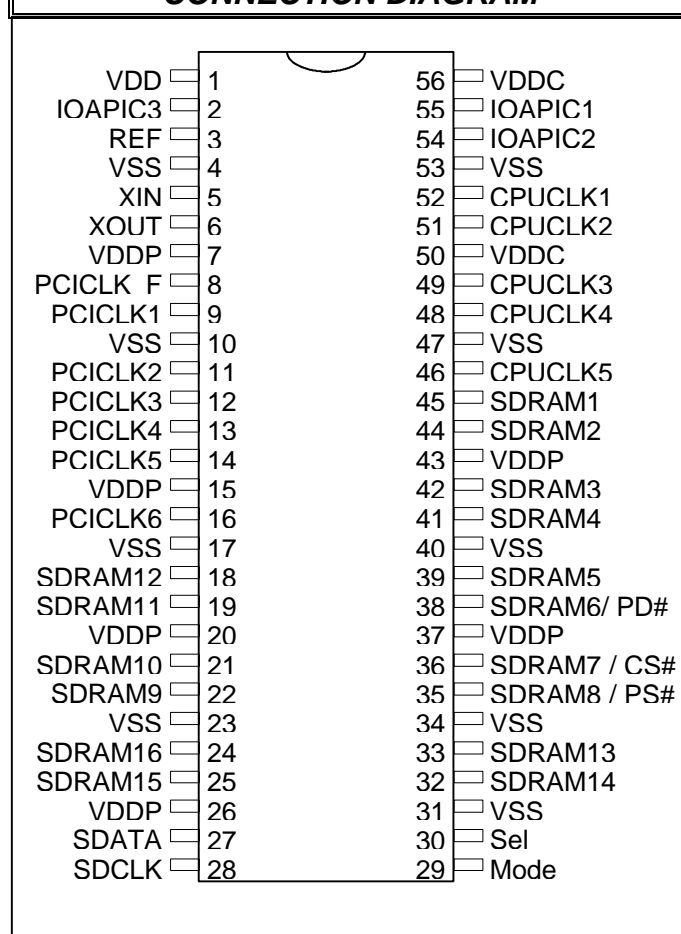 CONNECTION DIAGRAM
VDD 1 56 VDDC
IOAPIC3 2 55 IOAPIC1
REF 3 54 IOAPIC2
VSS 4 53 VSS
XIN 5 52 CPUCLK1
XOUT 6 51 CPUCLK2
VDDP 7 50 VDDC
PCICLK_F 8 49 CPUCLK3
PCICLK1 9 48 CPUCLK4
VSS 10 47 VSS
PCICLK2 11 46 CPUCLK5
PCICLK3 12 45 SDRAM1
PCICLK4 13 44 SDRAM2
PCICLK5 14 43 VDDP
VDDP 15 42 SDRAM3
PCICLK6 16 41 SDRAM4
VSS 17 40 VSS
SDRAM12 18 39 SDRAM5
SDRAM11 19 38 SDRAM6/ PD#
VDDP 20 37 VDDP
SDRAM10 21 36 SDRAM7 / CS#
SDRAM9 22 35 SDRAM8 / PS#
VSS 23 34 VSS
SDRAM16 24 33 SDRAM13
SDRAM15 25 32 SDRAM14
VDDP 26 31 VSS
SDATA 27 30 Sel
SDCLK 28 29 Mode